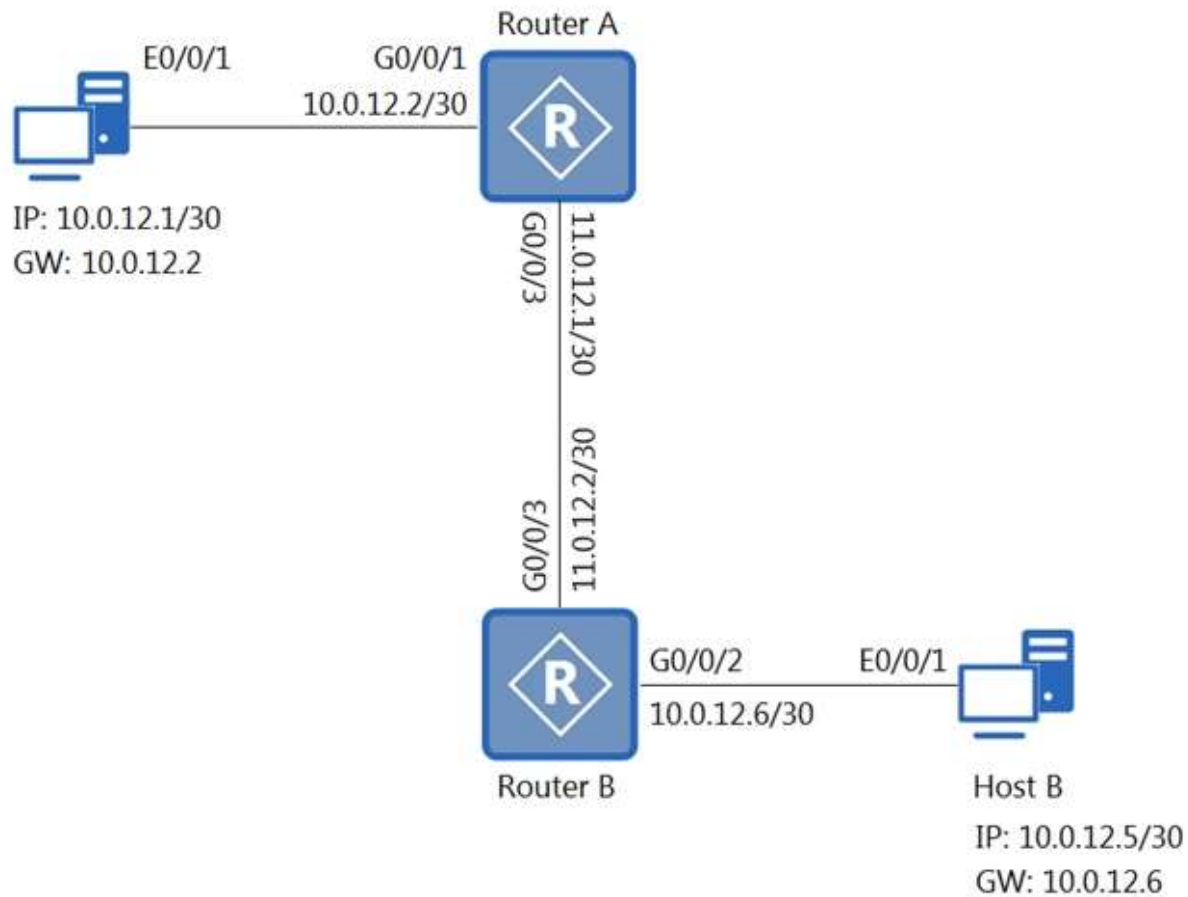 Router A
E0/0/1
G0/0/1
10.0.12.2/30
R
IP: 10.0.12.1/30
GW: 10.0.12.2
G0/0/3
11.0.12.1/30
G0/0/3
11.0.12.2/30
R
G0/0/2
E0/0/1
10.0.12.6/30
Router B
Host B
IP: 10.0.12.5/30
GW: 10.0.12.6